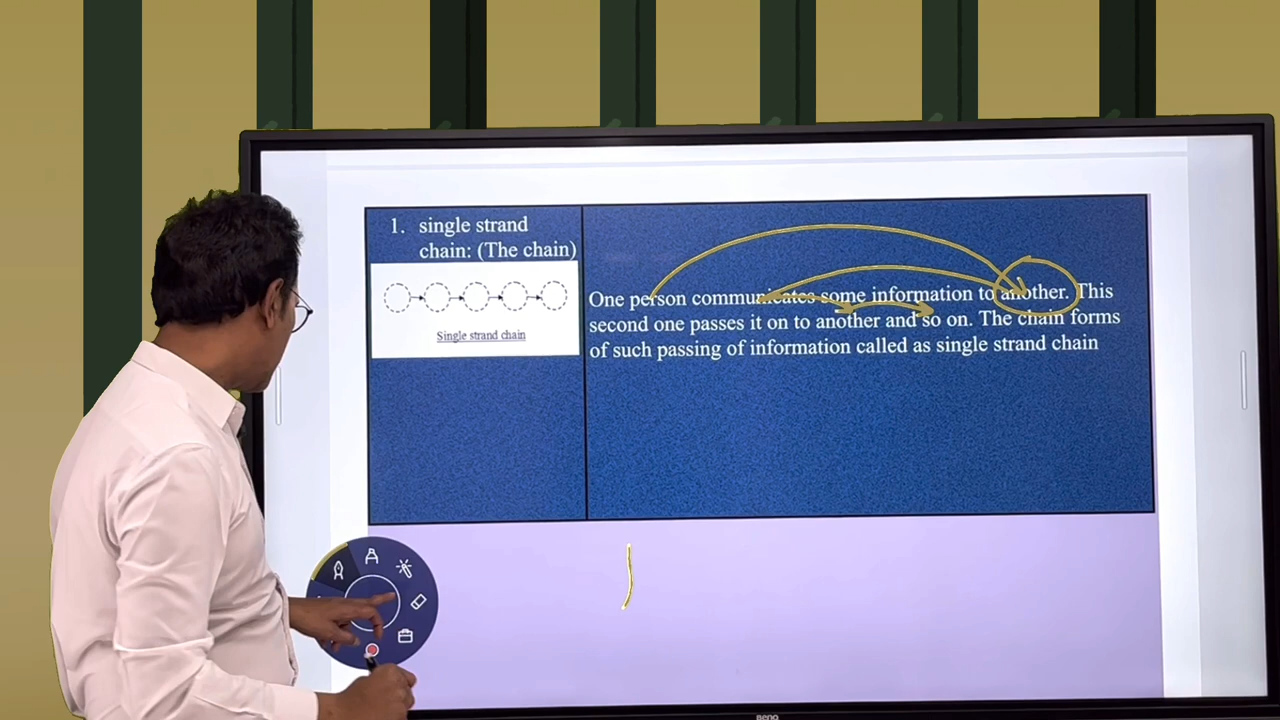 1. single strand
chain: (The chain)
Single strand chain
One person communicates some information to another. This
second one passes it on to another and so on. The chain forms
of such passing of information called as single strand chain
BenQ